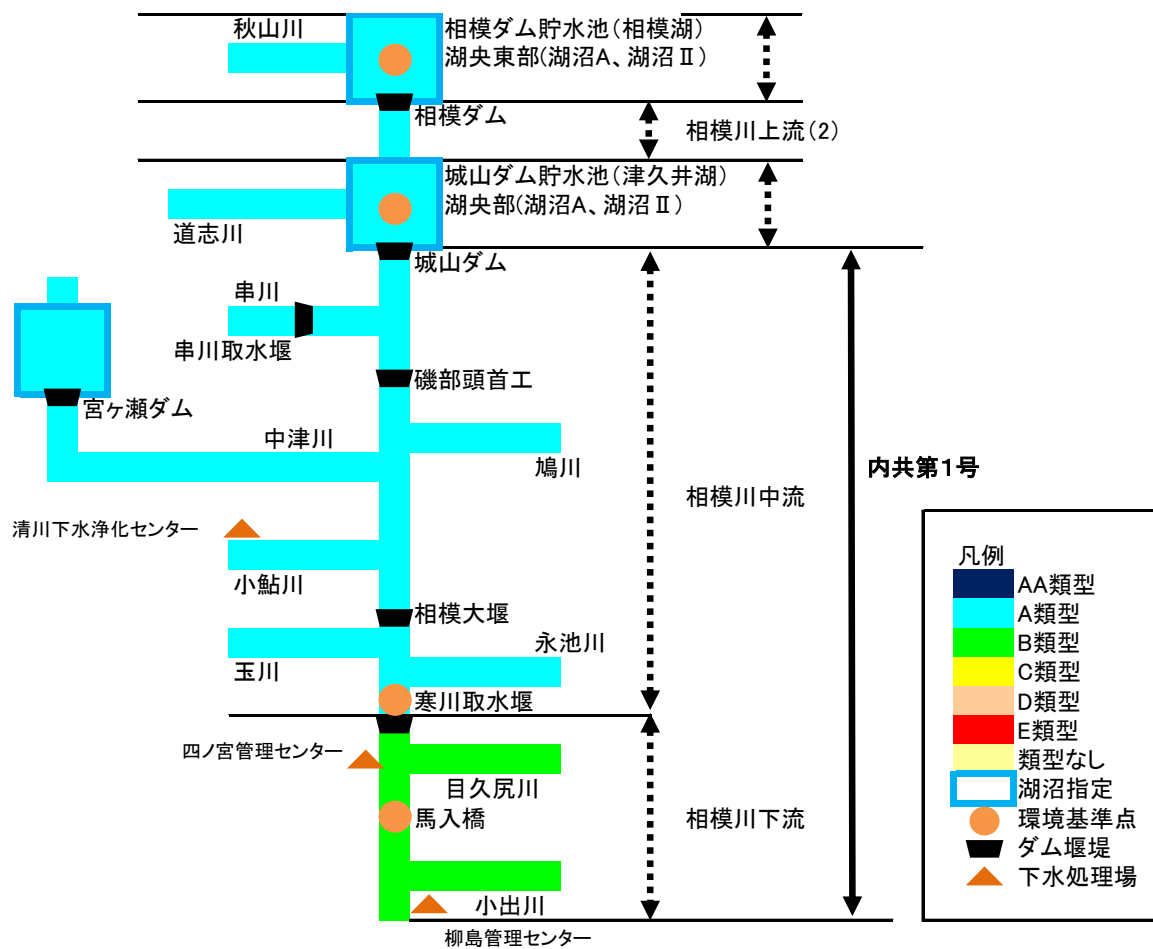 秋山川
相模ダム貯水池(相模湖)
湖央東部(湖沼A、湖沼Ⅱ)
相模ダム
相模川上流(2)
城山ダム貯水池(津久井湖)
湖央部(湖沼A、湖沼Ⅱ)
道志川
城山ダム
串川
串川取水堰
磯部頭首工
宮ヶ瀬ダム
中津川
鳩川
内共第1号
相模川中流
清川下水浄化センター
小鮎川
相模大堰
永池川
玉川
寒川取水堰
四ノ宮管理センター
目久尻川
馬入橋
相模川下流
小出川
柳島管理センター
凡例
AA類型
A類型
B類型
C類型
D類型
E類型
類型なし
湖沼指定
環境基準点
ダム堰堤
下水処理場